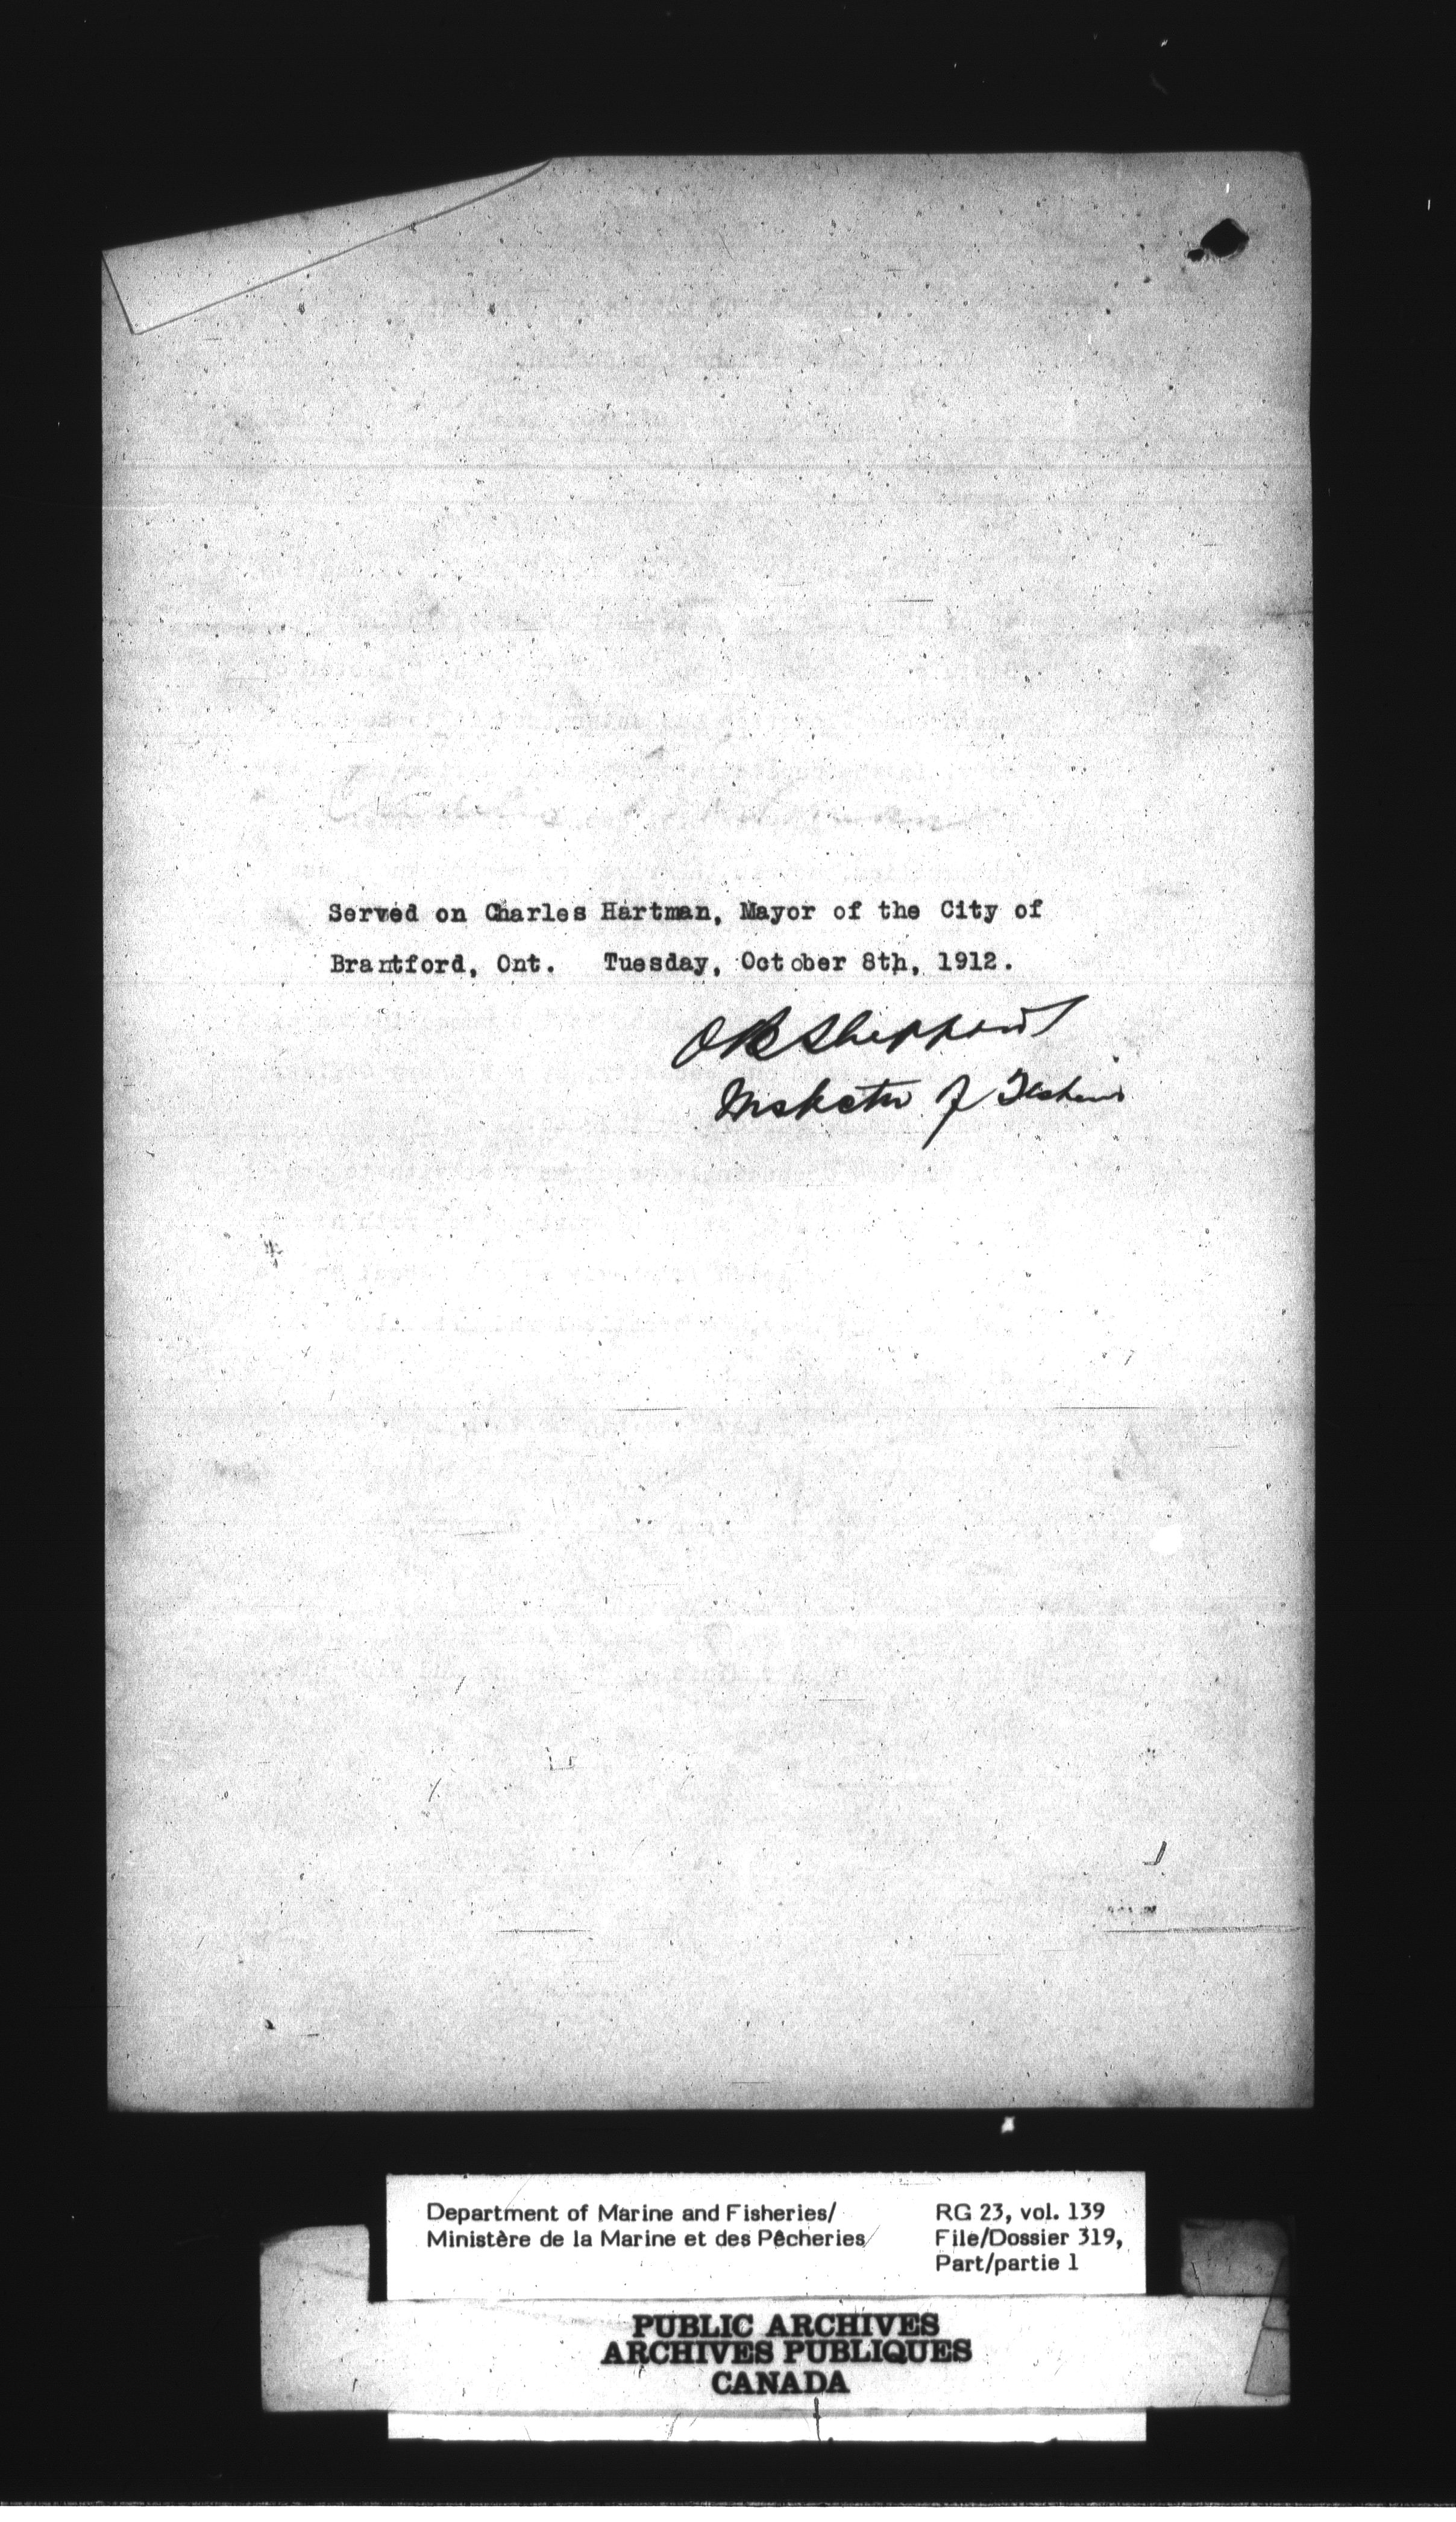 Served on Charles Hartman, Mayor of the City of
Brantford, Ont. Tuesday, October 8th, 1912.
O B Sheppard
Inspector of Fisheries
Department of Marine and Fisheries/
Ministère de la Marine et des Pêcheries
RG 23, vol. 139
File/Dossier 319,
Part/partie 1
PUBLIC ARCHIVES
ARCHIVES PUBLIQUES
CANADA